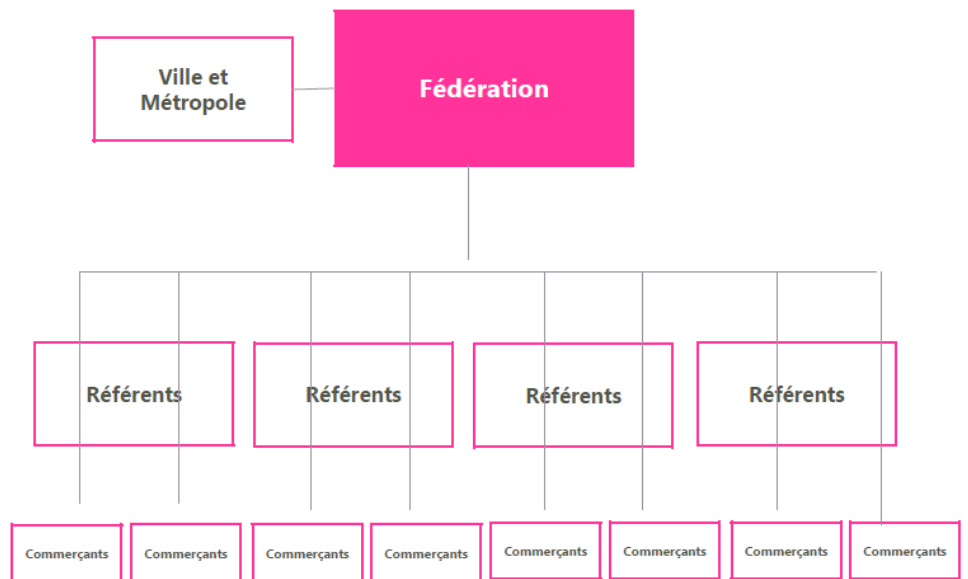 Ville et
Métropole
Fédération
Référents
Référents
Référents
Référents
Commerçants
Commerçants
Commerçants
Commerçants
Commerçants
Commerçants
Commerçants
Commerçants